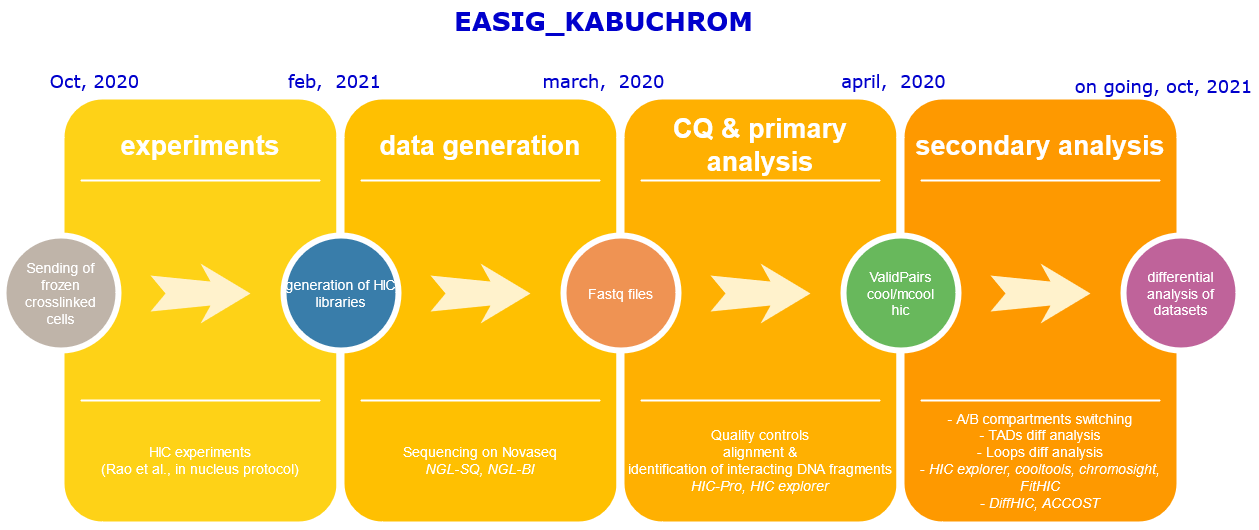 EASIG_KABUCHROM
Oct, 2020
feb,  2021
march,  2020
april,  2020
on going, oct, 2021
experiments
data generation
CQ & primary
analysis
secondary analysis
Sending of
frozen
crosslinked
cells
generation of HIC
libraries
Fastq files
ValidPairs
cool/mcool
hic
differential
analysis of
datasets
HIC experiments
(Rao et al., in nucleus protocol)
Sequencing on Novaseq
NGL-SQ, NGL-BI
Quality controls
alignment &
identification of interacting DNA fragments
HIC-Pro, HIC explorer
- A/B compartments switching
- TADs diff analysis
- Loops diff analysis
- HIC explorer, cooltools, chromosight,
FitHIC
- DiffHIC, ACCOST